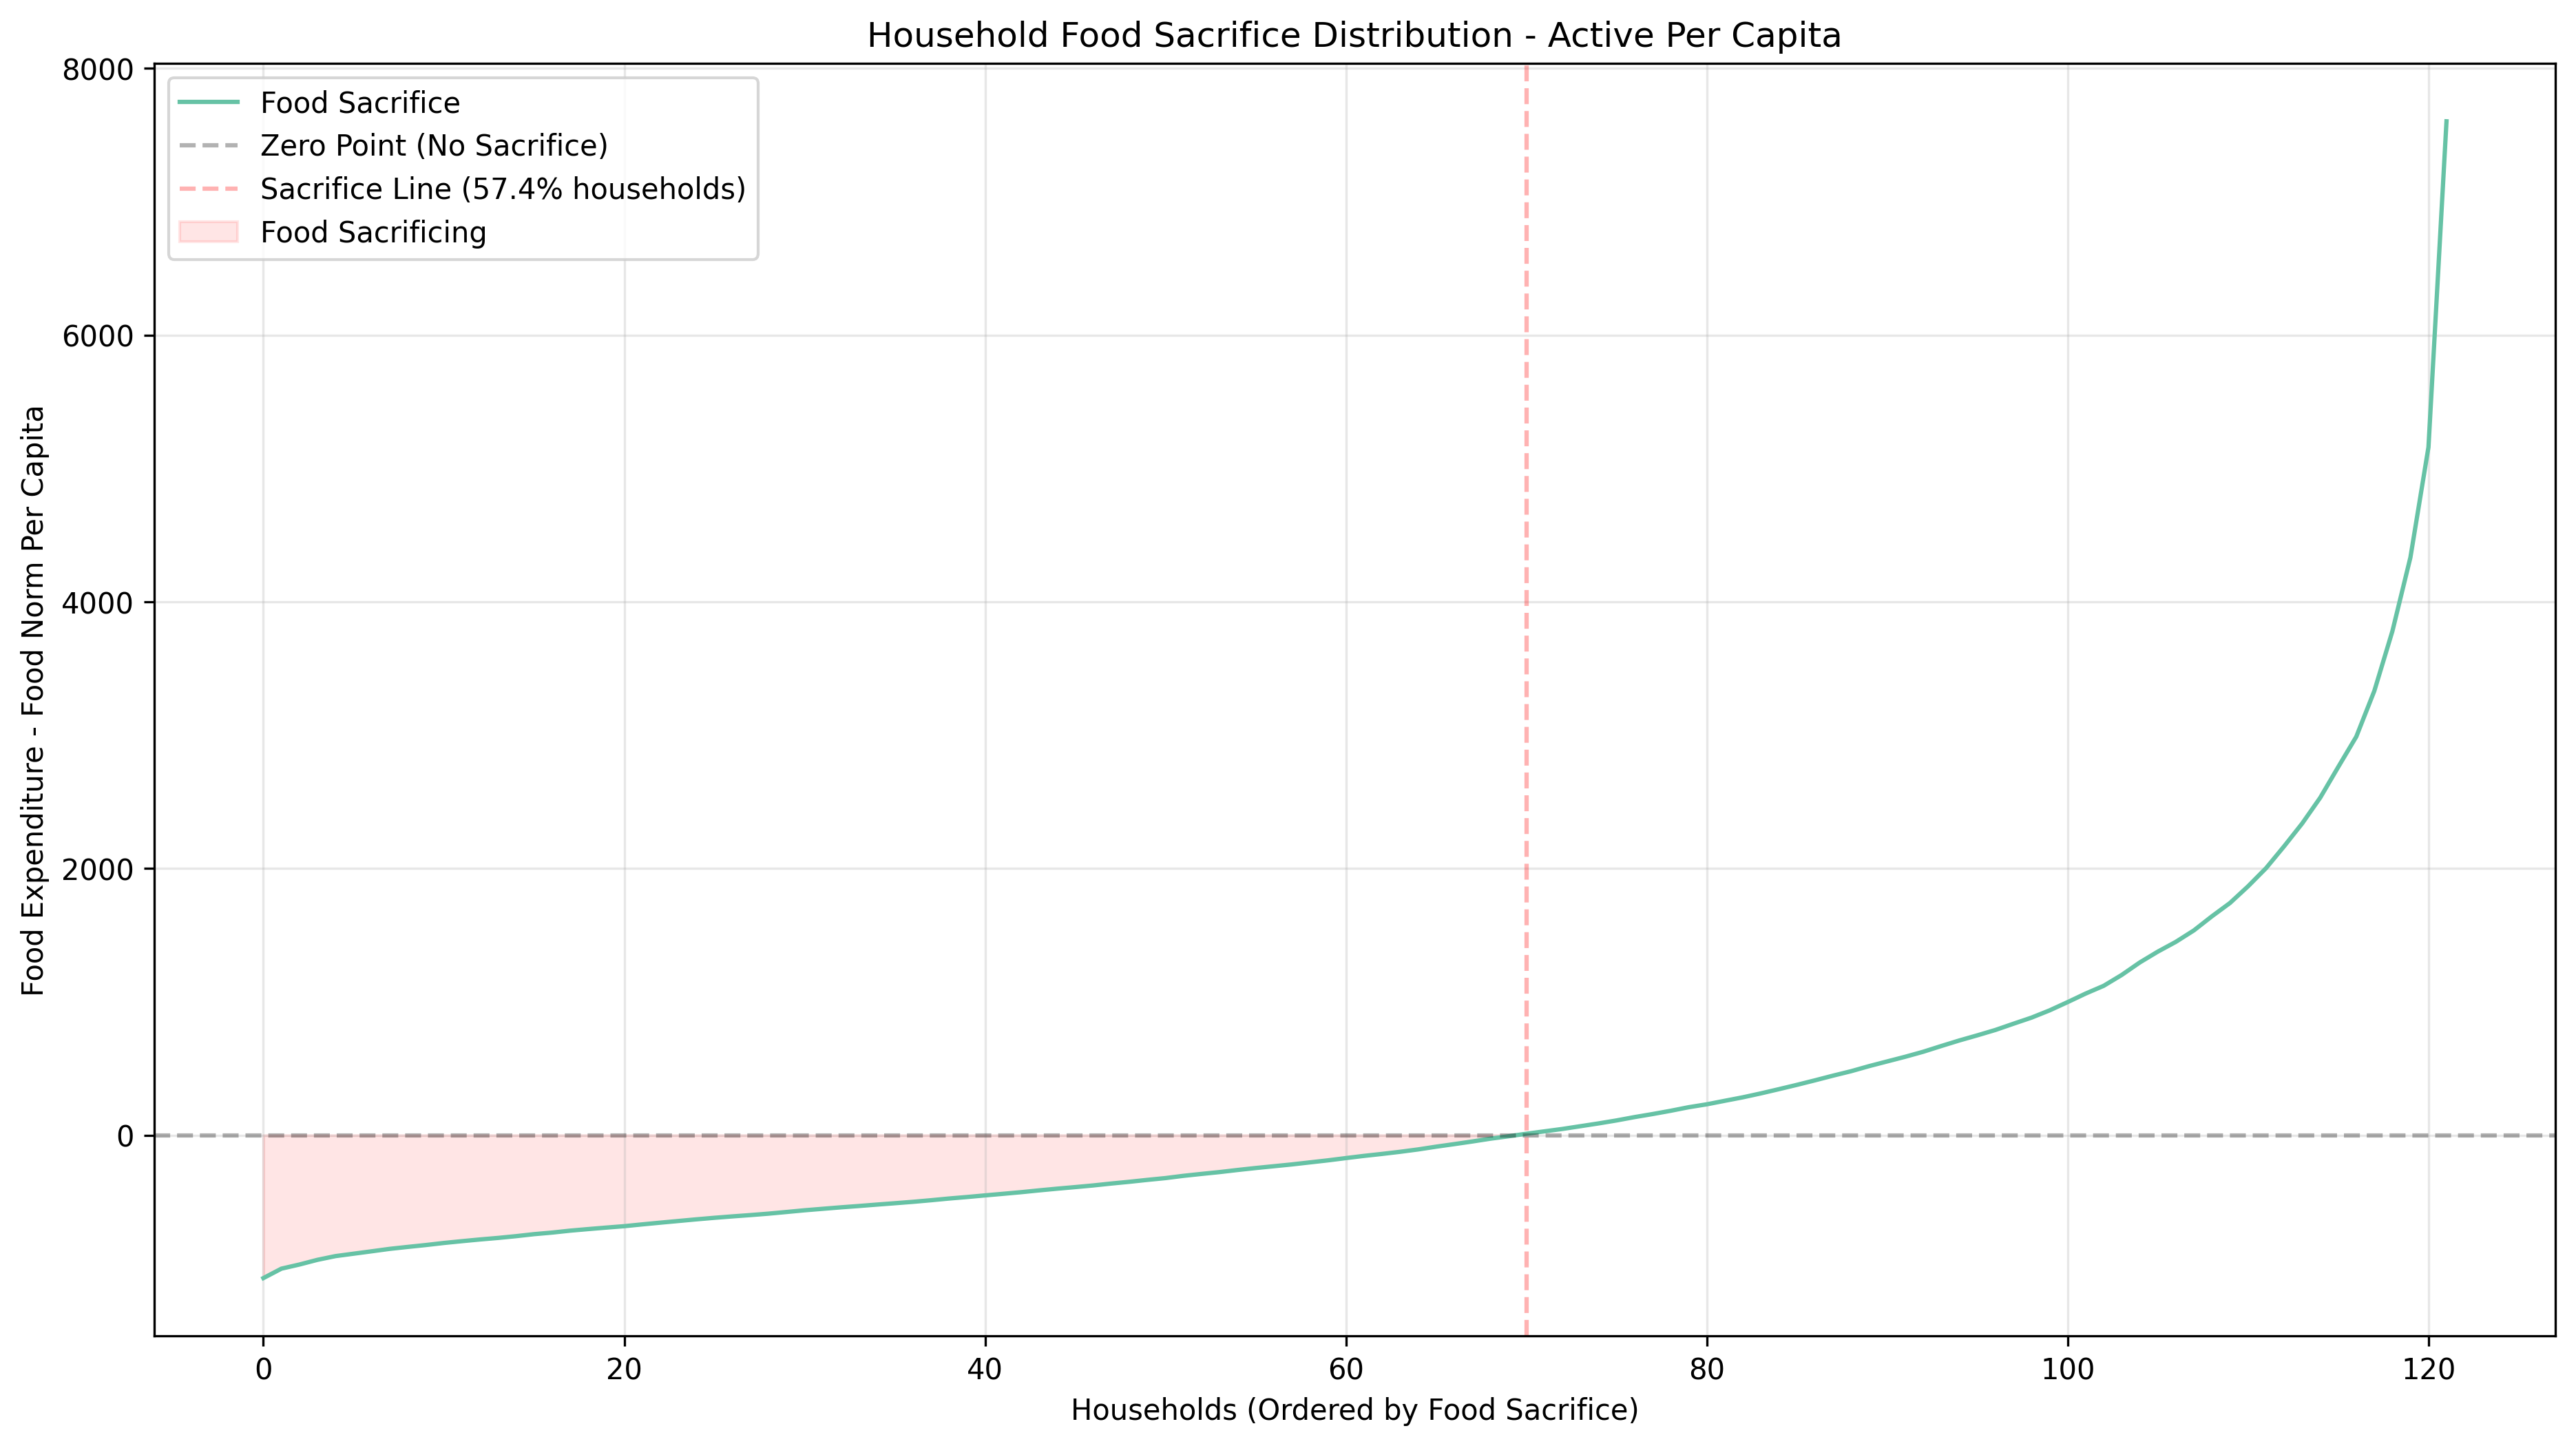 Household Food Sacrifice Distribution - Active Per Capita
8000
6000
4000
2000
0
Food Expenditure - Food Norm Per Capita
Food Sacrifice
Zero Point (No Sacrifice)
Sacrifice Line (57.4% households)
Food Sacrificing
0
20
40
60
80
100
120
Households (Ordered by Food Sacrifice)